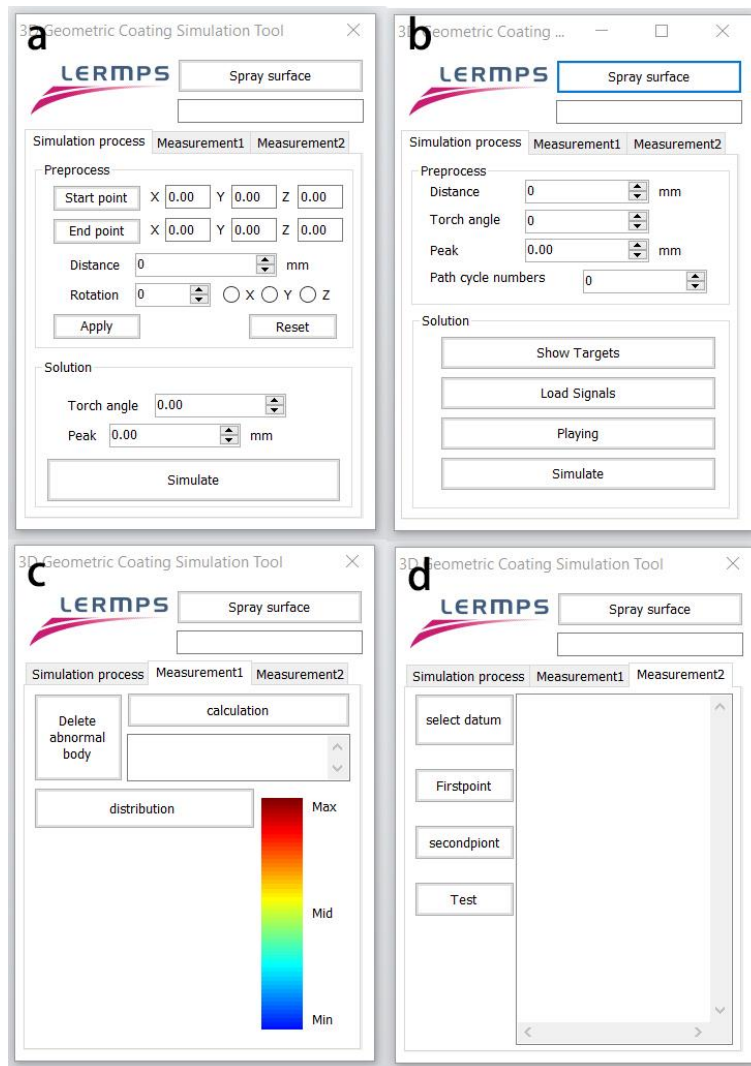 a
3D Geometric Coating Simulation Tool
LERMPS
Spray surface
Simulation process Measurement1 Measurement2
Preprocess
Start point X 0.00 Y 0.00 Z 0.00
End point X 0.00 Y 0.00 Z 0.00
Distance 0 mm
Rotation 0 X Y Z
Apply Reset
Solution
Torch angle 0.00
Peak 0.00 mm
Simulate
b
3D Geometric Coating ...
LERMPS
Spray surface
Simulation process Measurement1 Measurement2
Preprocess
Distance 0 mm
Torch angle 0
Peak 0.00 mm
Path cycle numbers 0
Solution
Show Targets
Load Signals
Playing
Simulate
c
3D Geometric Coating Simulation Tool
LERMPS
Spray surface
Simulation process Measurement1 Measurement2
Delete
abnormal
body
calculation
distribution
Max
Mid
Min
d
3D Geometric Coating Simulation Tool
LERMPS
Spray surface
Simulation process Measurement1 Measurement2
select datum
Firstpoint
secondpiont
Test